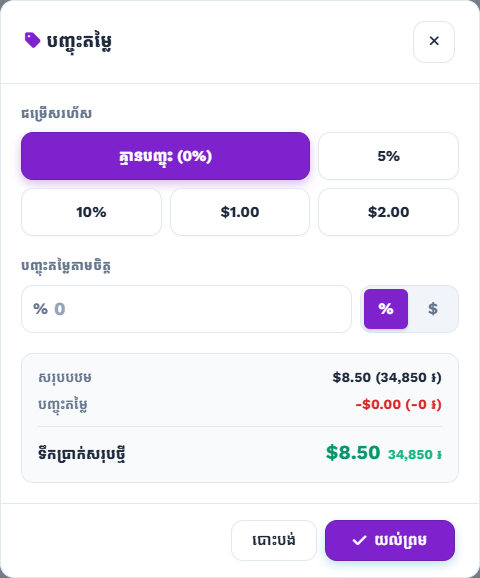 បញ្ចុះតម្លៃ
ជម្រើសរហ័ស
គ្មានបញ្ចុះ (0%)
5%
10%
$1.00
$2.00
បញ្ចុះតម្លៃតាមចិត្ត
% 0
% $
សរុបបឋម $8.50 (34,850 ៛)
បញ្ចុះតម្លៃ -$0.00 (-0 ៛)
ទឹកប្រាក់សរុបថ្មី $8.50 34,850 ៛
បោះបង់
យល់ព្រម